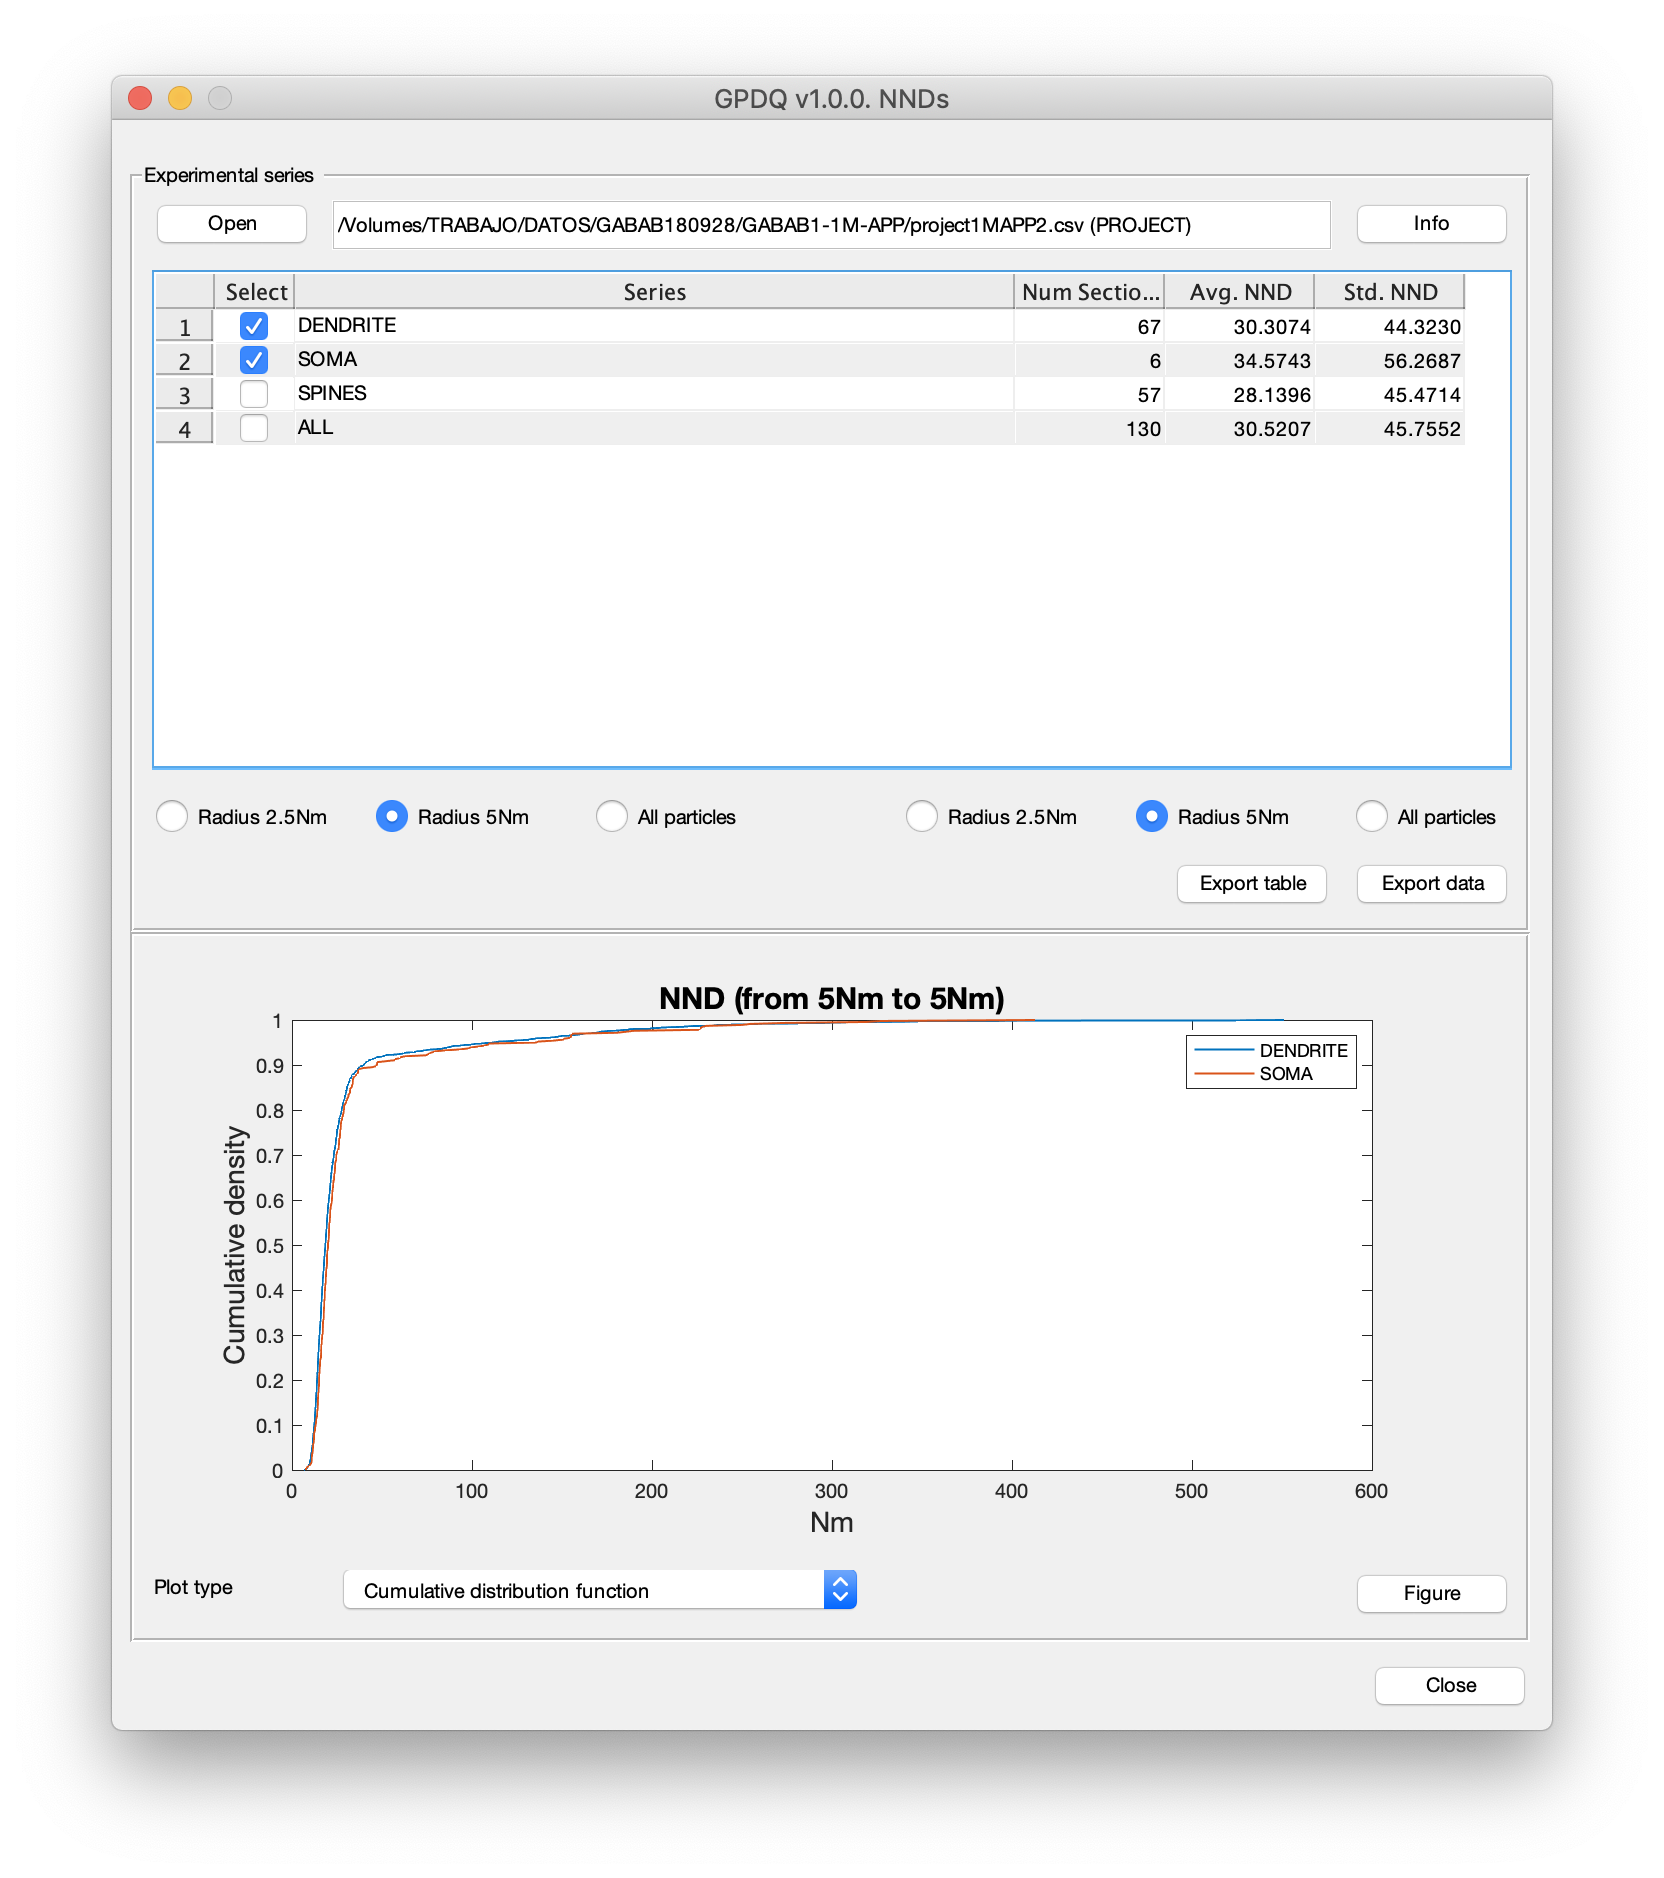 GPDQ v1.0.0. NNDs
Experimental series
Open /Volumes/TRABAJO/DATOS/GABAB180928/GABAB1-1M-APP/project1MAPP2.csv (PROJECT) Info
Select Series Num Sectio... Avg. NND Std. NND
1 DENDRITE 67 30.3074 44.3230
2 SOMA 6 34.5743 56.2687
3 SPINES 57 28.1396 45.4714
4 ALL 130 30.5207 45.7552
Radius 2.5Nm Radius 5Nm All particles Radius 2.5Nm Radius 5Nm All particles
Export table Export data
NND (from 5Nm to 5Nm)
1
0.9
0.8
0.7
0.6
0.5
0.4
0.3
0.2
0.1
0
Cumulative density
DENDRITE
SOMA
0 100 200 300 400 500 600
Nm
Plot type Cumulative distribution function Figure
Close